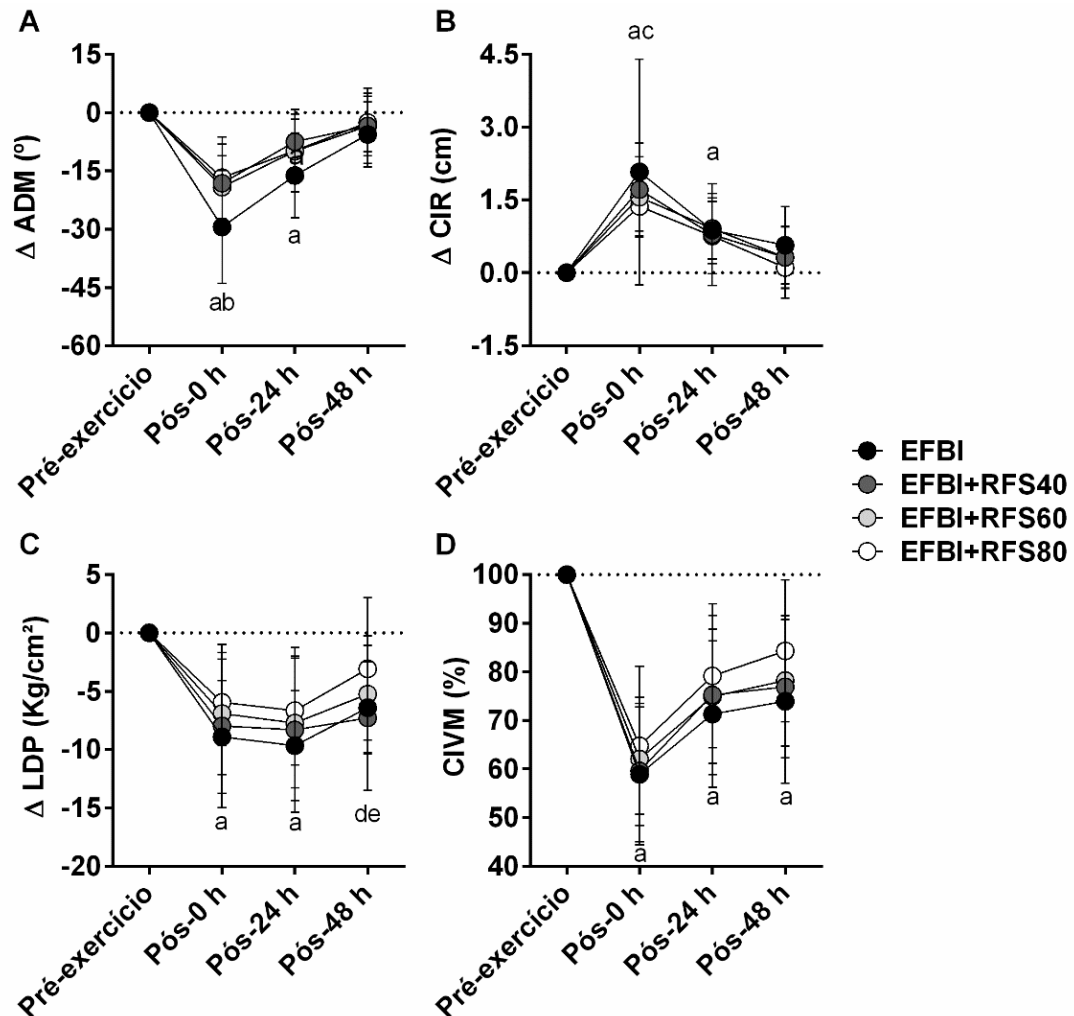 A
Δ ADM (º)
15
0
-15
-30
-45
-60
ab
a
a
Pré-exercício
Pós-0 h
Pós-24 h
Pós-48 h
B
Δ CIR (cm)
4.5
3.0
1.5
0.0
-1.5
ac
a
Pré-exercício
Pós-0 h
Pós-24 h
Pós-48 h
EFBI
EFBI+RFS40
EFBI+RFS60
EFBI+RFS80
C
Δ LDP (Kg/cm²)
5
0
-5
-10
-15
-20
a
a
de
Pré-exercício
Pós-0 h
Pós-24 h
Pós-48 h
D
CIVM (%)
100
90
80
70
60
50
40
a
a
a
Pré-exercício
Pós-0 h
Pós-24 h
Pós-48 h